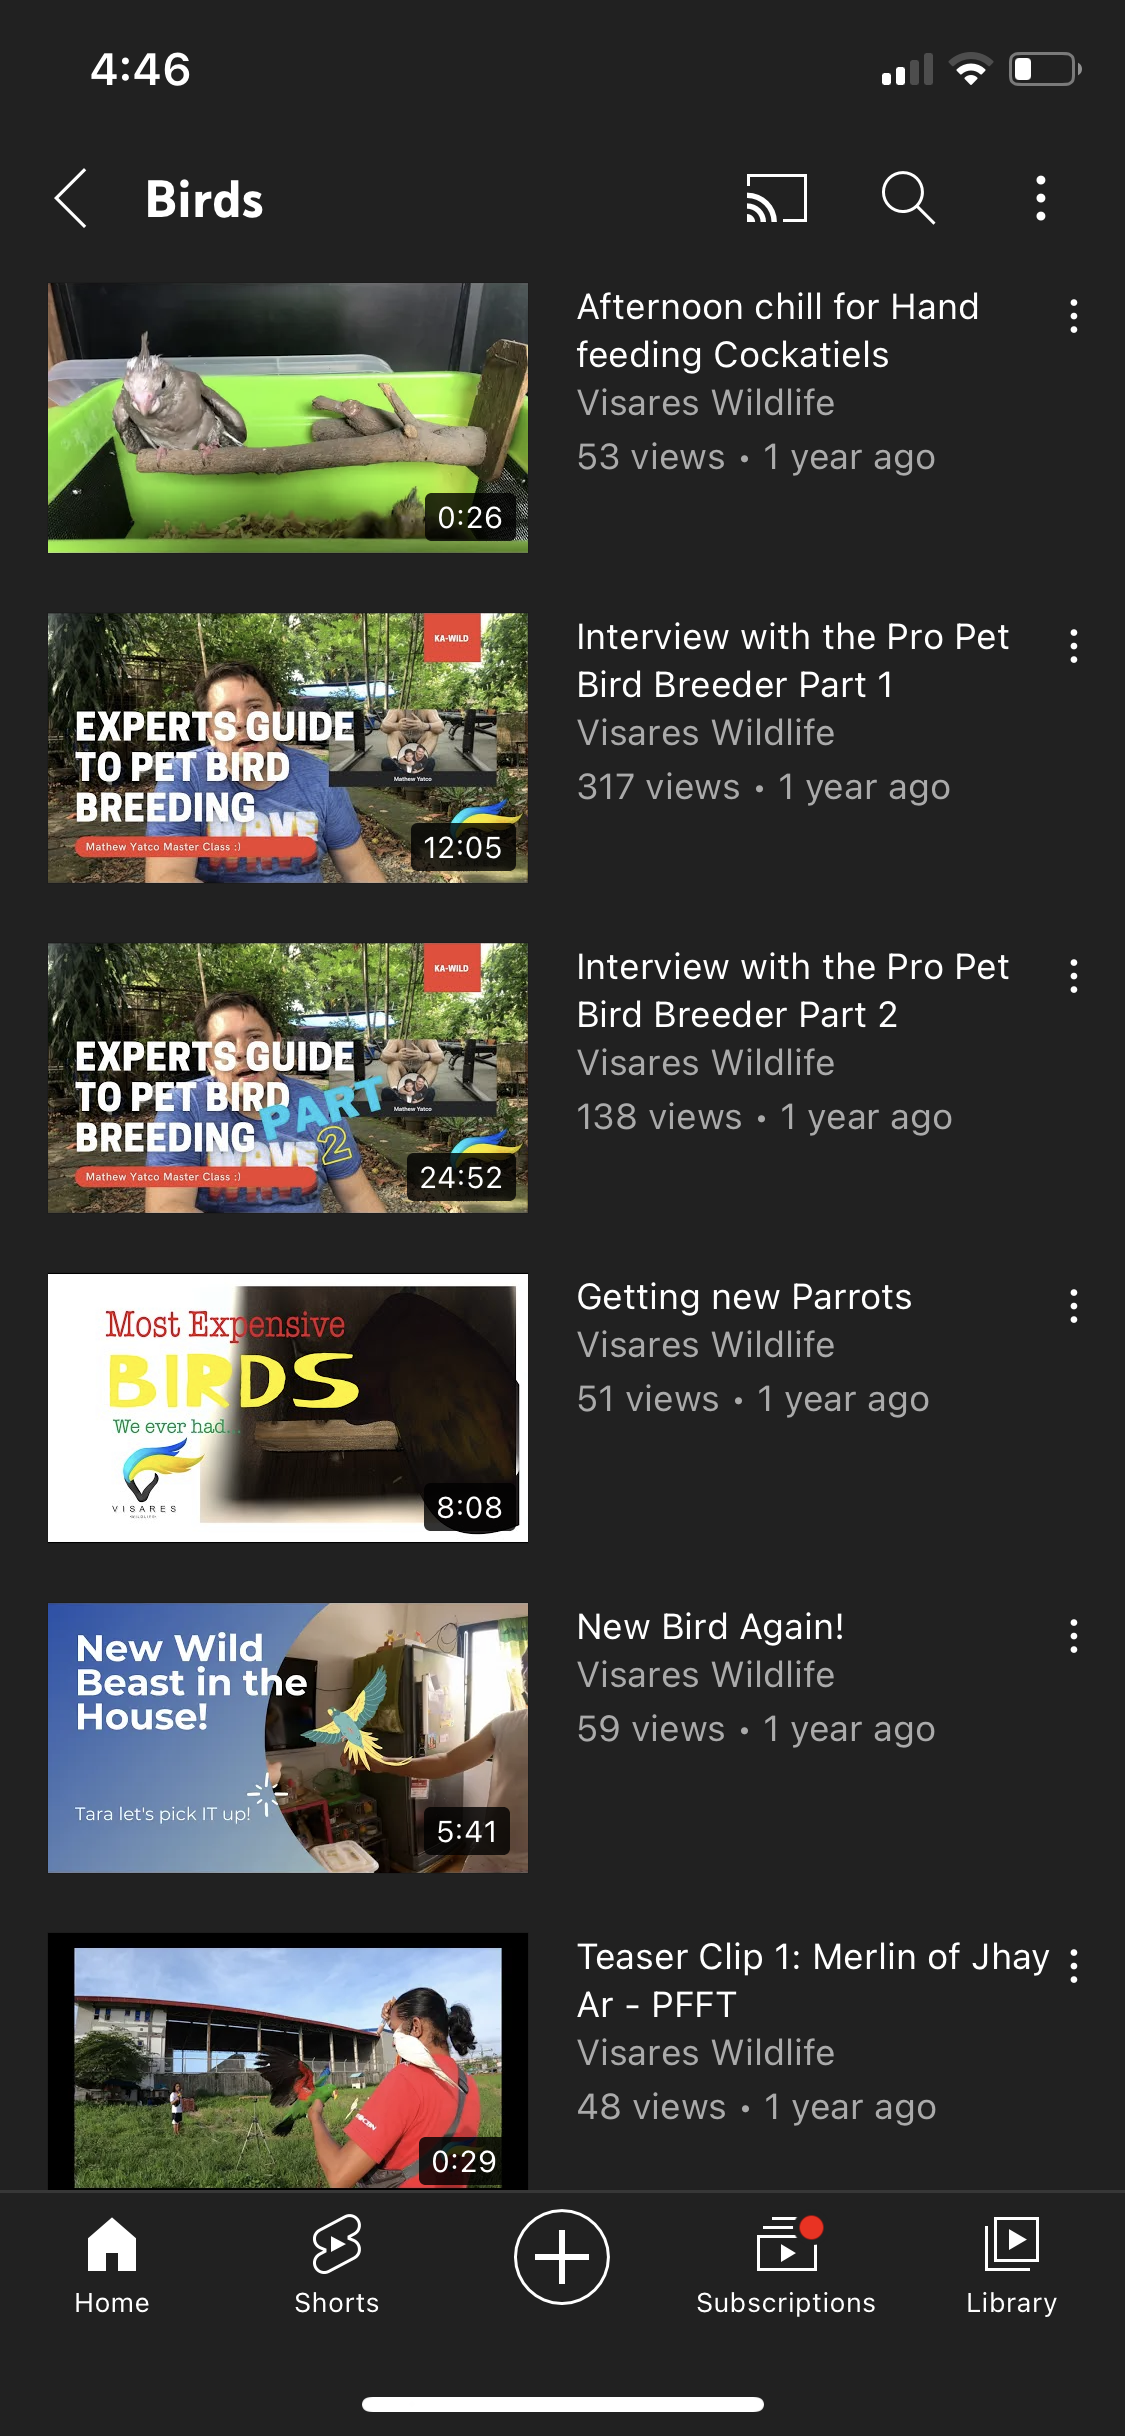 4:46
Birds
Afternoon chill for Hand
feeding Cockatiels
Visares Wildlife
53 views • 1 year ago
0:26
KA-WILD
EXPERTS GUIDE
TO PET BIRD
BREEDING
Mathew Yatco
Mathew Yatco Master Class :)
12:05
Interview with the Pro Pet
Bird Breeder Part 1
Visares Wildlife
317 views • 1 year ago
KA-WILD
EXPERTS GUIDE
TO PET BIRD
BREEDING
PART
2
Mathew Yatco
Mathew Yatco Master Class :)
24:52
Interview with the Pro Pet
Bird Breeder Part 2
Visares Wildlife
138 views • 1 year ago
Most Expensive
BIRDS
We ever had..
VISARES
8:08
Getting new Parrots
Visares Wildlife
51 views • 1 year ago
New Wild
Beast in the
House!
Tara let's pick IT up!
5:41
New Bird Again!
Visares Wildlife
59 views • 1 year ago
0:29
Teaser Clip 1: Merlin of Jhay
Ar - PFFT
Visares Wildlife
48 views • 1 year ago
Home
Shorts
Subscriptions
Library